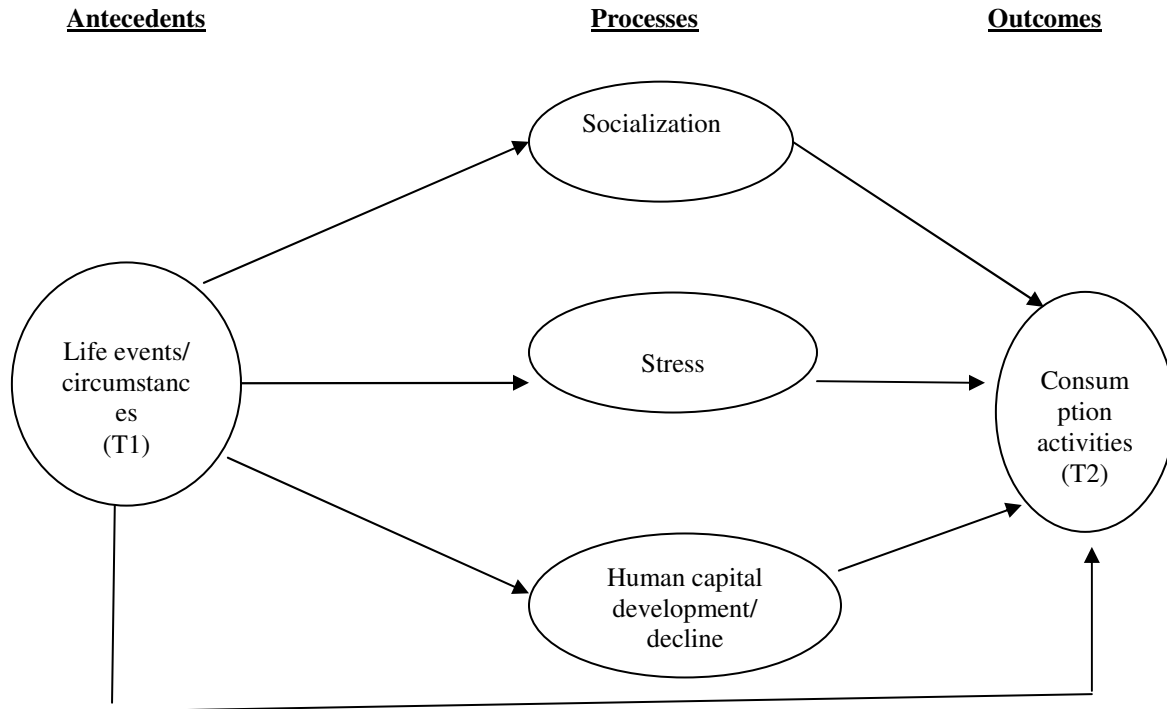 Antecedents
Processes
Outcomes
Socialization
Life events/
circumstanc
es
(T1)
Stress
Consum
ption
activities
(T2)
Human capital
development/
decline